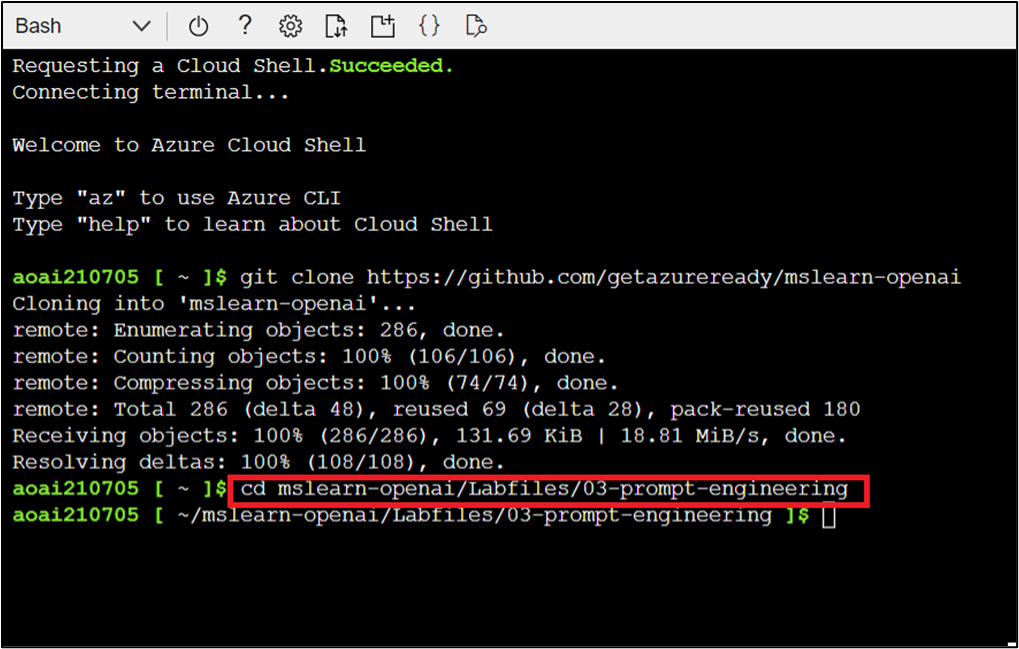 Bash
Requesting a Cloud Shell.Succeeded.
Connecting terminal...
Welcome to Azure Cloud Shell
Type "az" to use Azure CLI
Type "help" to learn about Cloud Shell
aoai210705 [ ~ ]$ git clone https://github.com/getazureready/mslearn-openai
Cloning into 'mslearn-openai'...
remote: Enumerating objects: 286, done.
remote: Counting objects: 100% (106/106), done.
remote: Compressing objects: 100% (74/74), done.
remote: Total 286 (delta 48), reused 69 (delta 28), pack-reused 180
Receiving objects: 100% (286/286), 131.69 KiB | 18.81 MiB/s, done.
Resolving deltas: 100% (108/108), done.
aoai210705 [ ~ ]$ cd mslearn-openai/Labfiles/03-prompt-engineering
aoai210705 [ ~/mslearn-openai/Labfiles/03-prompt-engineering ]$